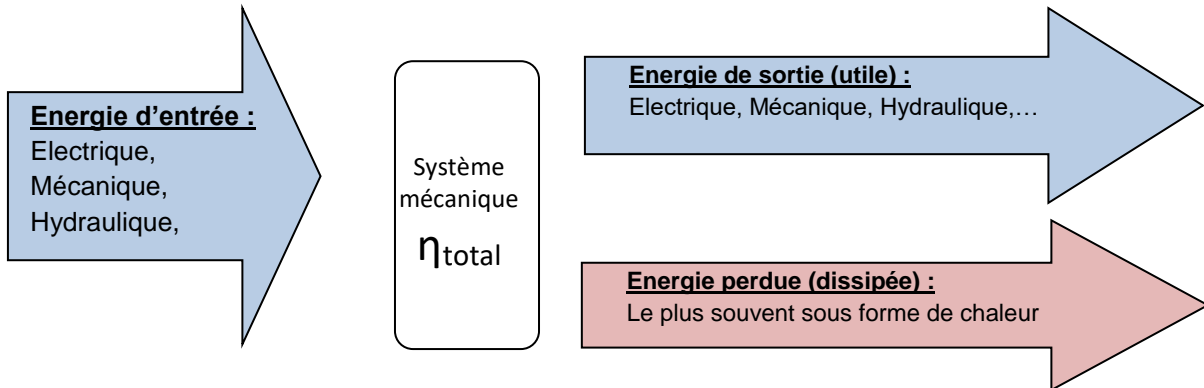 Energie d’entrée :
Electrique,
Mécanique,
Hydraulique,
Système
mécanique
ηtotal
Energie de sortie (utile) :
Electrique, Mécanique, Hydraulique,…
Energie perdue (dissipée) :
Le plus souvent sous forme de chaleur